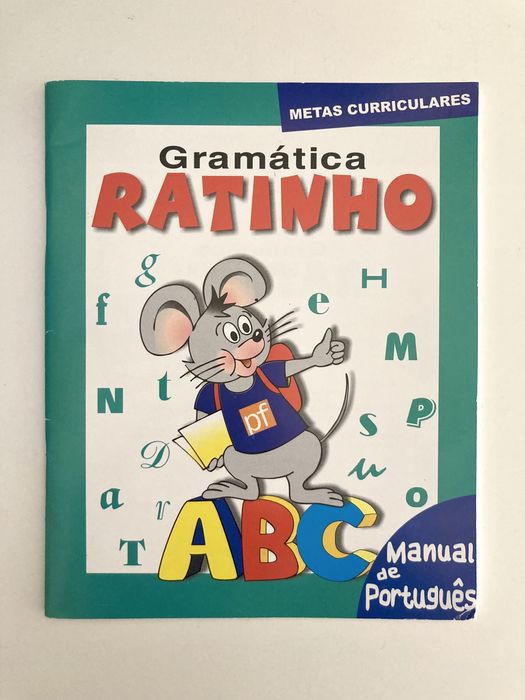 METAS CURRICULARES
Gramática
RATINHO
g
H
f
e
M
t
N
P
s
D
u
a
r
o
T
pf
ABC
Manual
de
Português